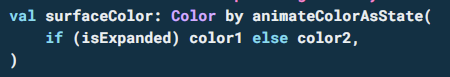 val surfaceColor: Color by animateColorAsState(
    if (isExpanded) color1 else color2,
)